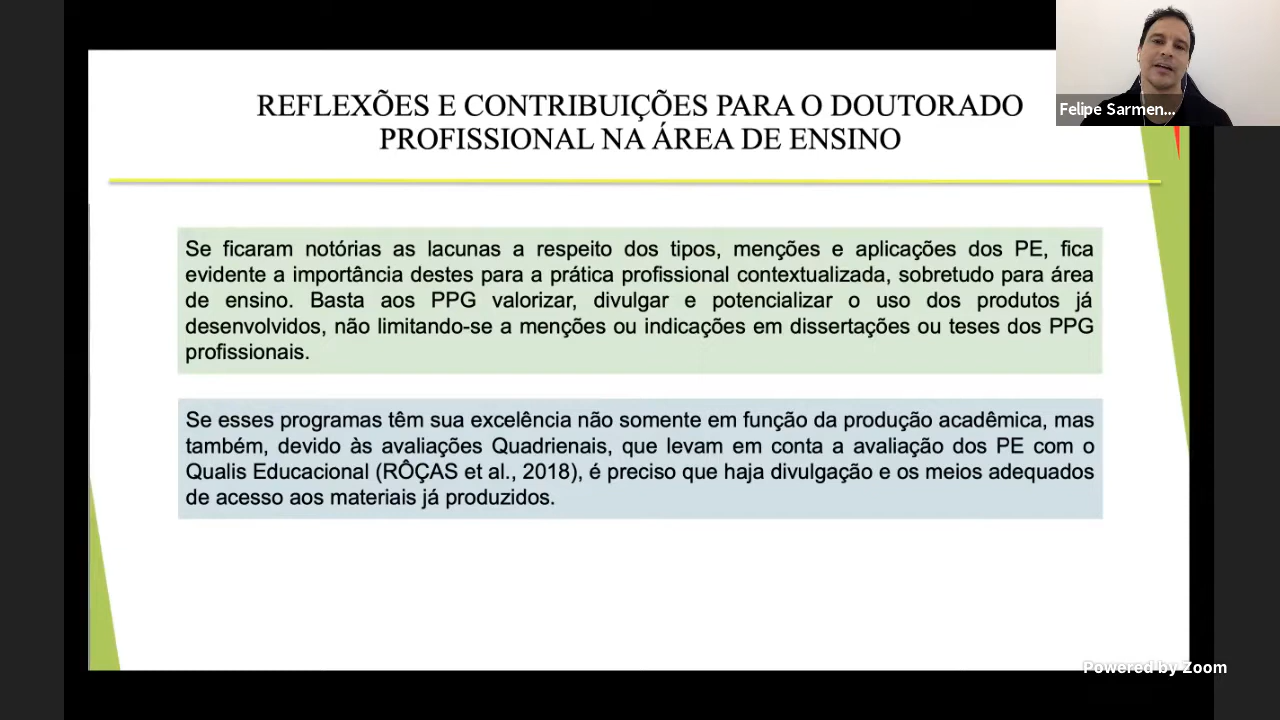 REFLEXÕES E CONTRIBUIÇÕES PARA O DOUTORADO
PROFISSIONAL NA ÁREA DE ENSINO
Felipe Sarmen...
Se ficaram notórias as lacunas a respeito dos tipos, menções e aplicações dos PE, fica
evidente a importância destes para a prática profissional contextualizada, sobretudo para área
de ensino. Basta aos PPG valorizar, divulgar e potencializar o uso dos produtos já
desenvolvidos, não limitando-se a menções ou indicações em dissertações ou teses dos PPG
profissionais.
Se esses programas têm sua excelência não somente em função da produção acadêmica, mas
também, devido às avaliações Quadrienais, que levam em conta a avaliação dos PE com o
Qualis Educacional (RÔÇAS et al., 2018), é preciso que haja divulgação e os meios adequados
de acesso aos materiais já produzidos.
Powered by Zoom